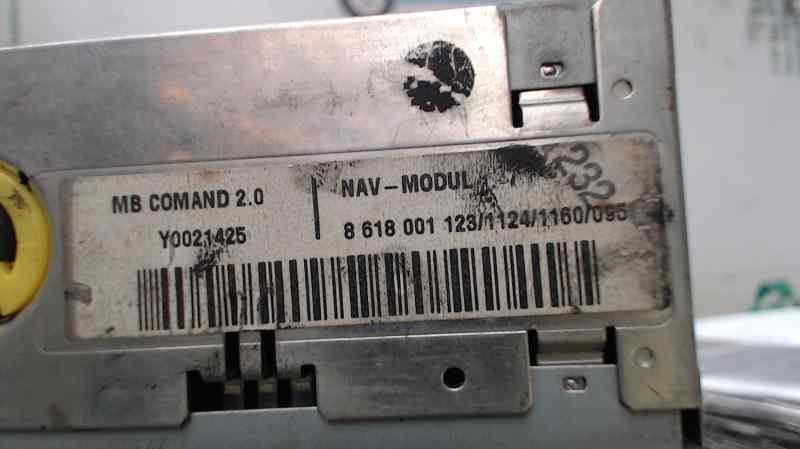 MB COMAND 2.0
NAV-MODUL
232
Y0021425
8 618 001 123/1124/1160/095